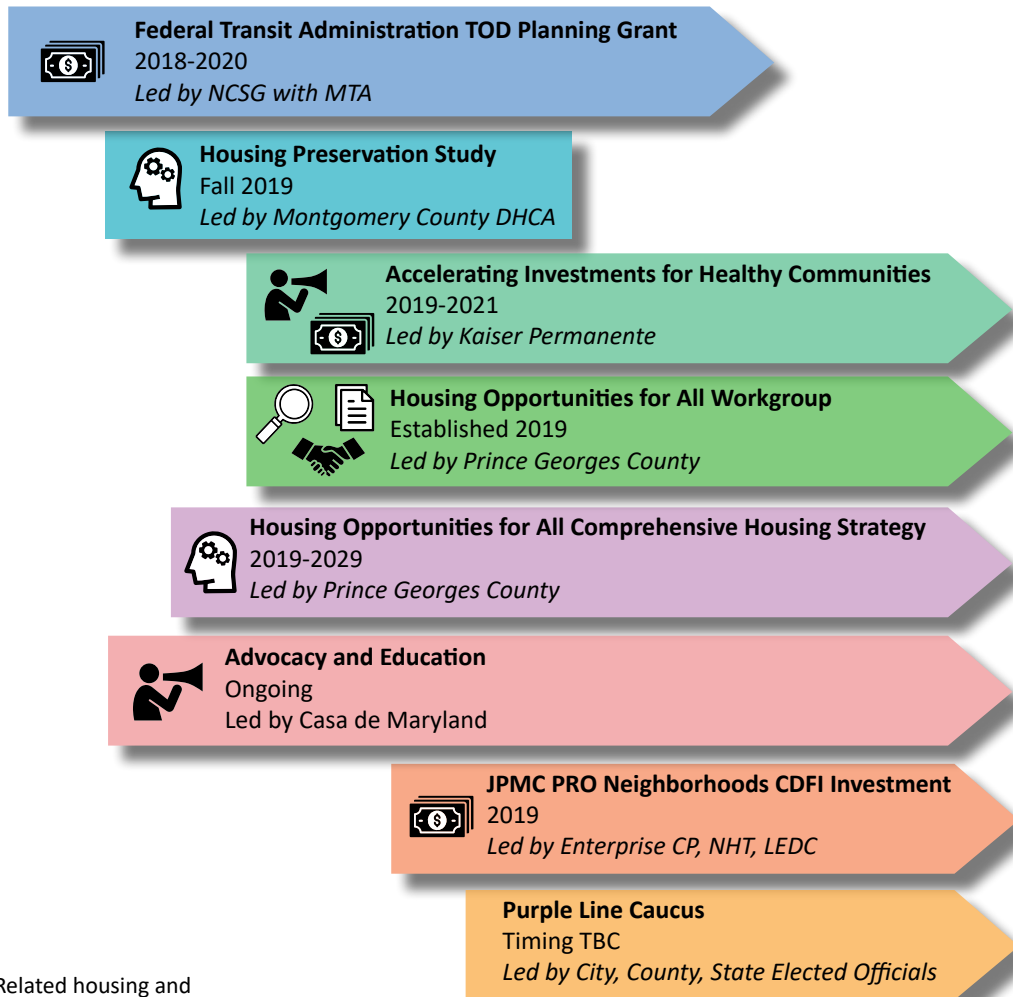 Federal Transit Administration TOD Planning Grant
2018-2020
Led by NCSG with MTA
Housing Preservation Study
Fall 2019
Led by Montgomery County DHCA
Accelerating Investments for Healthy Communities
2019-2021
Led by Kaiser Permanente
Housing Opportunities for All Workgroup
Established 2019
Led by Prince Georges County
Housing Opportunities for All Comprehensive Housing Strategy
2019-2029
Led by Prince Georges County
Advocacy and Education
Ongoing
Led by Casa de Maryland
JPMC PRO Neighborhoods CDFI Investment
2019
Led by Enterprise CP, NHT, LEDC
Purple Line Caucus
Timing TBC
Led by City, County, State Elected Officials
Related housing and